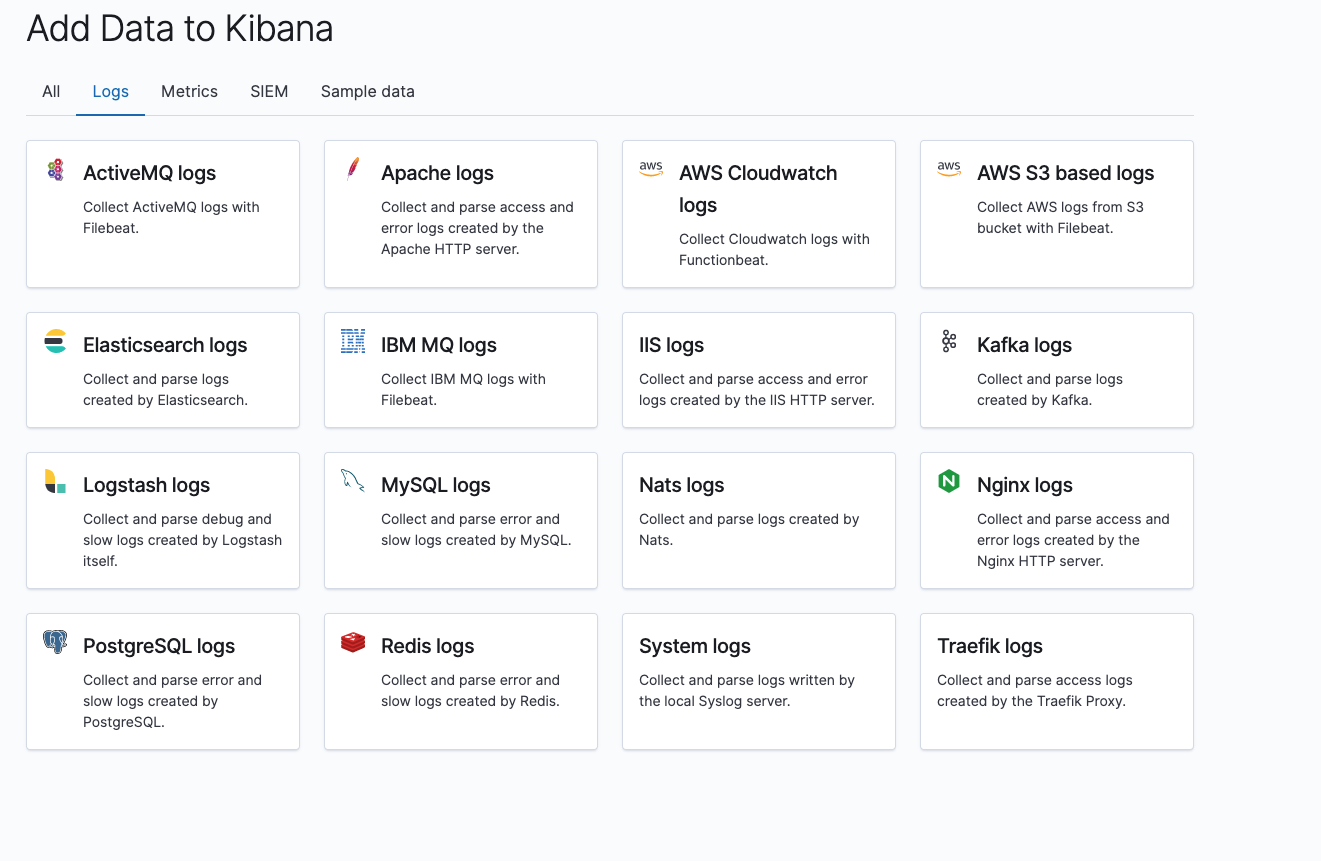 Add Data to Kibana
All Logs Metrics SIEM Sample data
ActiveMQ logs
Collect ActiveMQ logs with
Filebeat.
Apache logs
Collect and parse access and
error logs created by the
Apache HTTP server.
aws
AWS Cloudwatch
logs
Collect Cloudwatch logs with
Functionbeat.
aws
AWS S3 based logs
Collect AWS logs from S3
bucket with Filebeat.
Elasticsearch logs
Collect and parse logs
created by Elasticsearch.
IBM
IBM MQ logs
Collect IBM MQ logs with
Filebeat.
IIS logs
Collect and parse access and error
logs created by the IIS HTTP server.
Kafka logs
Collect and parse logs
created by Kafka.
Logstash logs
Collect and parse debug and
slow logs created by Logstash
itself.
MySQL logs
Collect and parse error and
slow logs created by MySQL.
Nats logs
Collect and parse logs created by
Nats.
N
Nginx logs
Collect and parse access and
error logs created by the
Nginx HTTP server.
PostgreSQL logs
Collect and parse error and
slow logs created by
PostgreSQL.
Redis logs
Collect and parse error and
slow logs created by Redis.
System logs
Collect and parse logs written by
the local Syslog server.
Traefik logs
Collect and parse access logs
created by the Traefik Proxy.